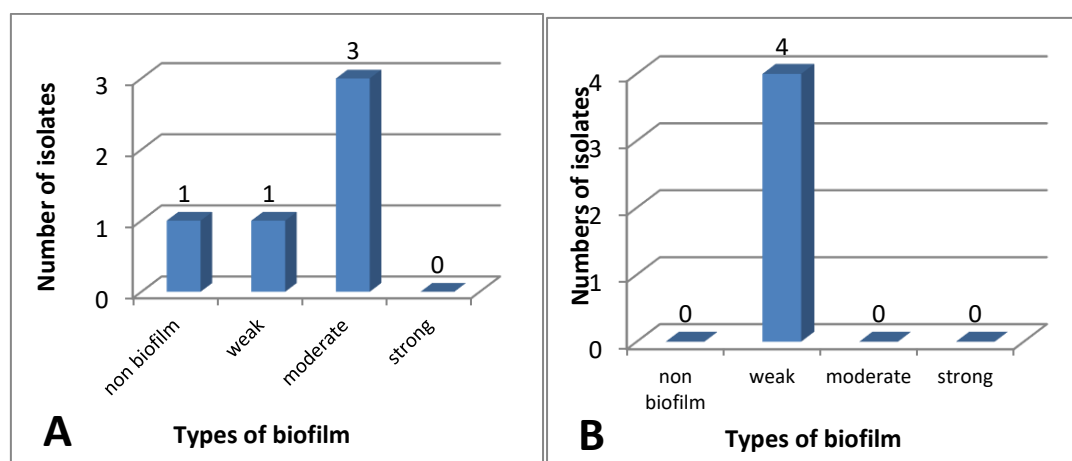 Number of isolates
3
2
1
0
1
1
3
0
non biofilm
weak
moderate
strong
Types of biofilm
A
Numbers of isolates
4
3
2
1
0
0
4
0
0
non
biofilm
weak
moderate
strong
Types of biofilm
B